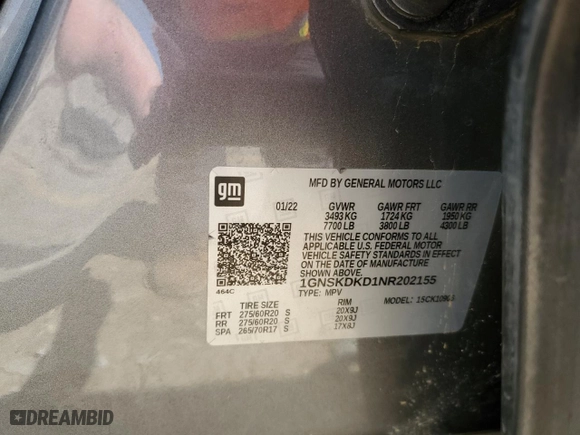 gm
MFD BY GENERAL MOTORS LLC
01/22 GVWR GAWR FRT GAWR RR
3493 KG 1724 KG 1950 KG
7700 LB 3800 LB 4300 LB
THIS VEHICLE CONFORMS TO ALL
APPLICABLE U.S. FEDERAL MOTOR
VEHICLE SAFETY STANDARDS IN EFFECT
ON THE DATE OF MANUFACTURE SHOWN ABOVE.
1GNSKDKD1NR202155
464C
TYPE: MPV MODEL:
TIRE SIZE RIM
FRT 275/60R20 S 20X9J
RR 275/60R20 S 20X9J
SPA 265/70R17 S 17X8J
DREAMBID